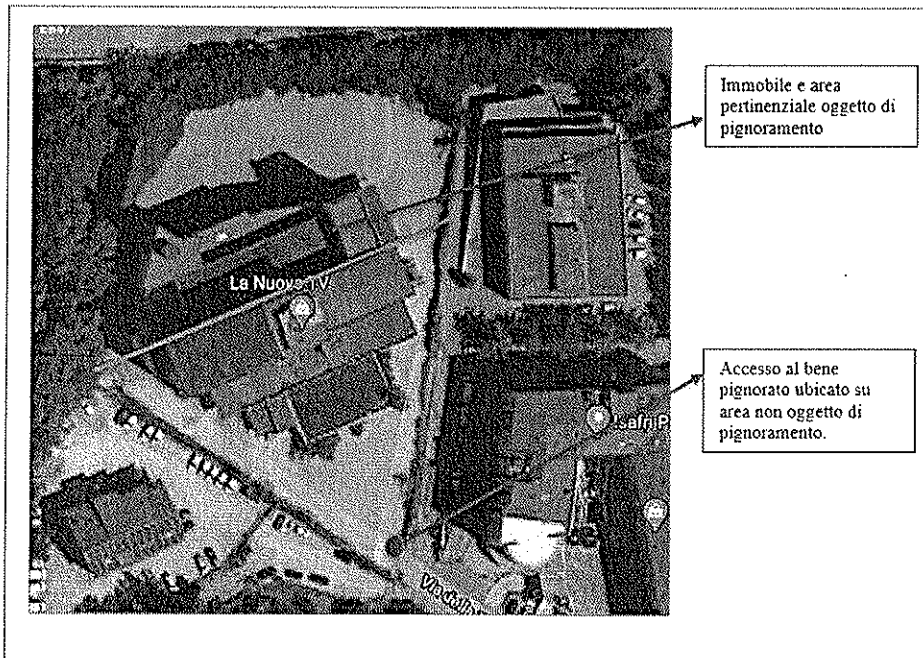 Immobile e area
pertinenziale oggetto di
pignoramento
La Nuova TV
Accesso al bene
pignorato ubicato su
area non oggetto di
pignoramento.